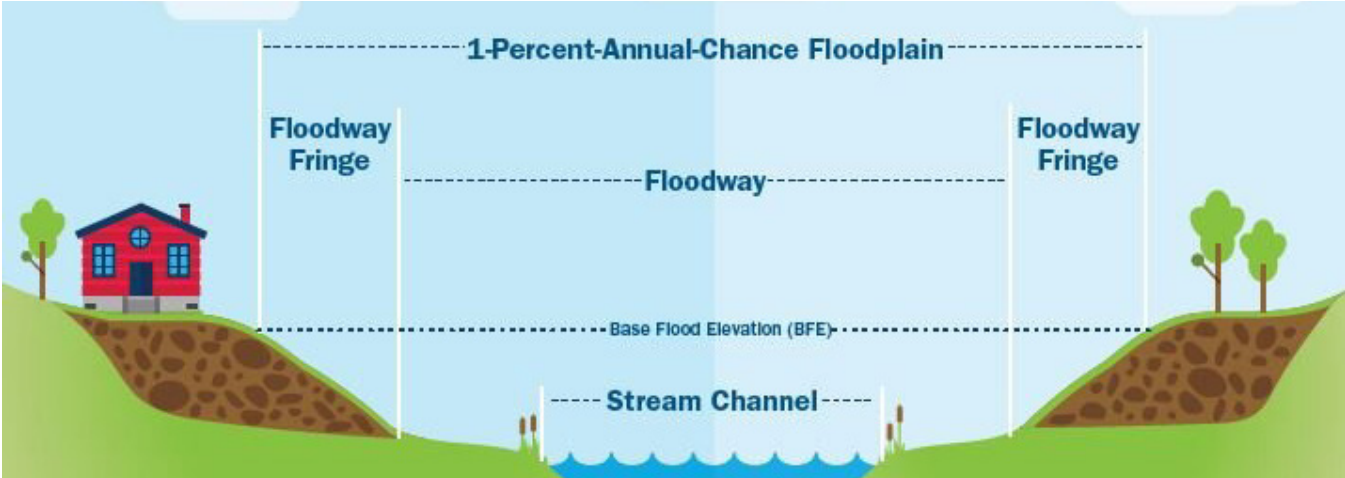 1-Percent-Annual-Chance Floodplain
Floodway
Fringe
Floodway
Fringe
Floodway
Base Flood Elevation (BFE)
Stream Channel